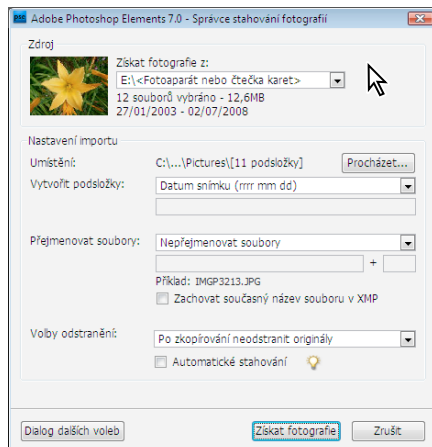 Adobe Photoshop Elements 7.0 - Správce stahování fotografií
Zdroj
Získat fotografie z:
E:\<Fotoaparát nebo čtečka karet>
12 souborů vybráno - 12,6MB
27/01/2003 - 02/07/2008
Nastavení importu
Umístění: C:\...\Pictures\[11 podsložky] Procházet...
Vytvořit podsložky: Datum snímku (rrrr mm dd)
Přejmenovat soubory: Nepřejmenovat soubory
+
Příklad: IMGP3213.JPG
Zachovat současný název souboru v XMP
Volby odstranění: Po zkopírování neodstranit originály
Automatické stahování
Dialog dalších voleb Získat fotografie Zrušit